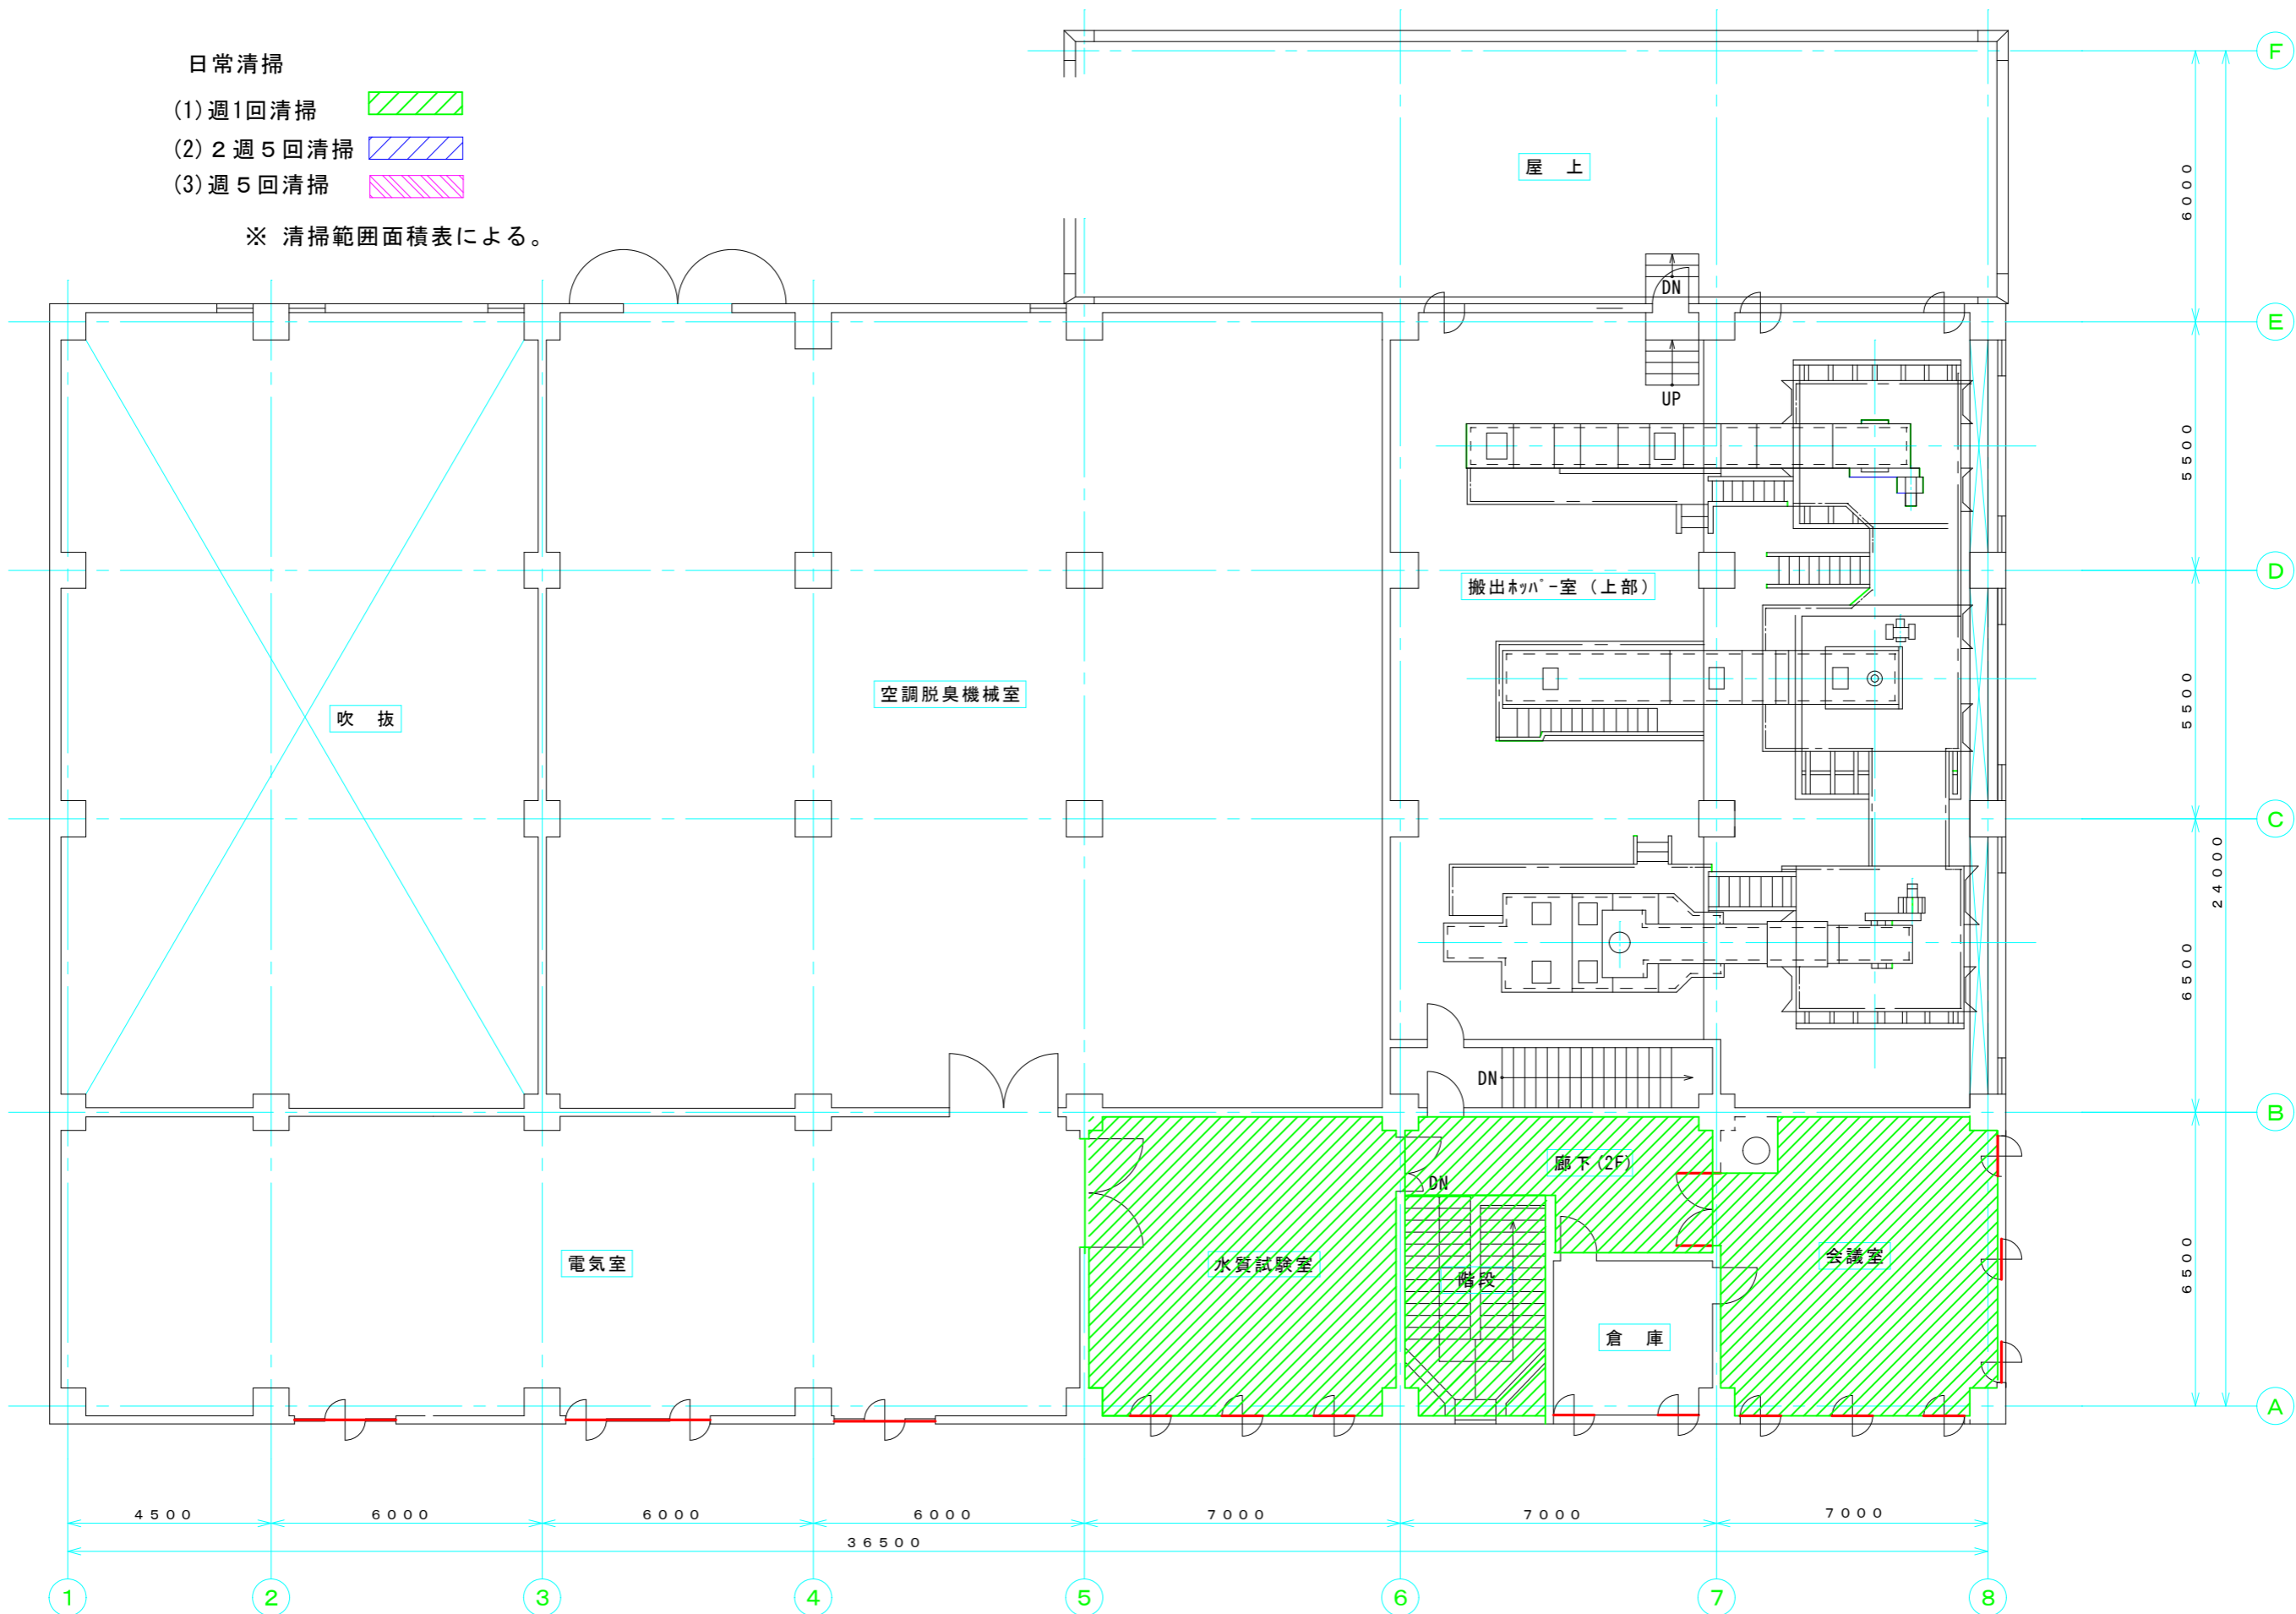 日常清掃
(1)週1回清掃
(2)２週５回清掃
(3)週５回清掃
※ 清掃範囲面積表による。
屋　上
DN
UP
搬出ﾎｯﾊﾟｰ室（上部）
空調脱臭機械室
吹　抜
DN
廊下(2F)
DN
電気室
水質試験室
階段
会議室
倉　庫
F
E
D
C
B
A
6000
5500
5500
6500
6500
24000
4500
6000
6000
6000
7000
7000
7000
36500
1
2
3
4
5
6
7
8